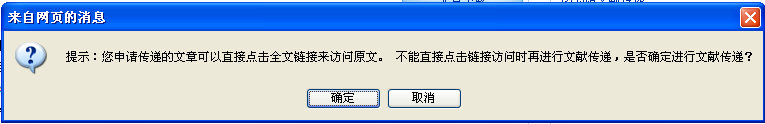 来自网页的消息
提示：您申请传递的文章可以直接点击全文链接来访问原文。 不能直接点击链接访问时再进行文献传递，是否确定进行文献传递？
确定
取消